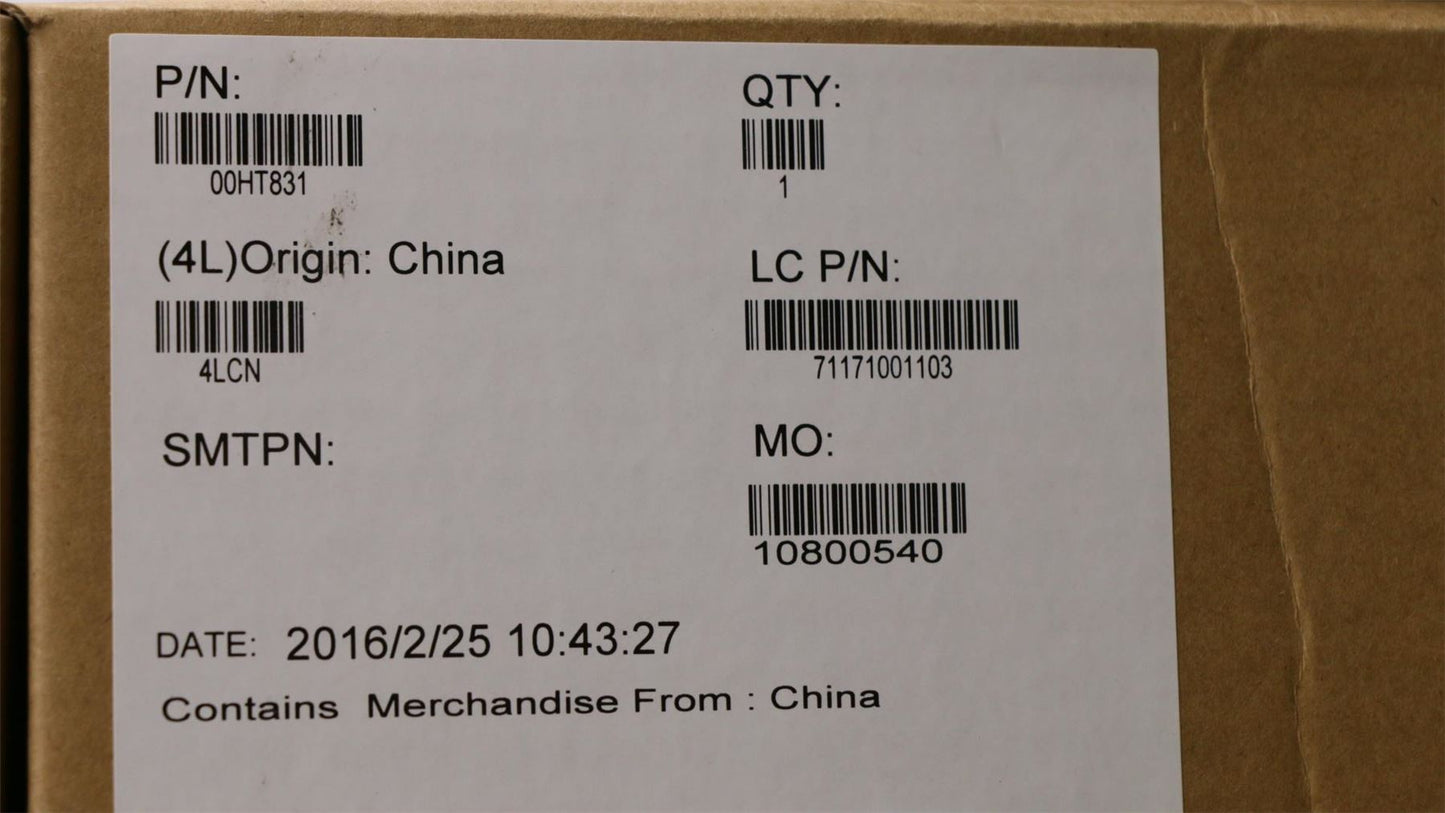 P/N:
00HT831
QTY:
1
(4L)Origin: China
4LCN
LC P/N:
71171001103
SMTPN:
MO:
10800540
DATE: 2016/2/25 10:43:27
Contains Merchandise From : China